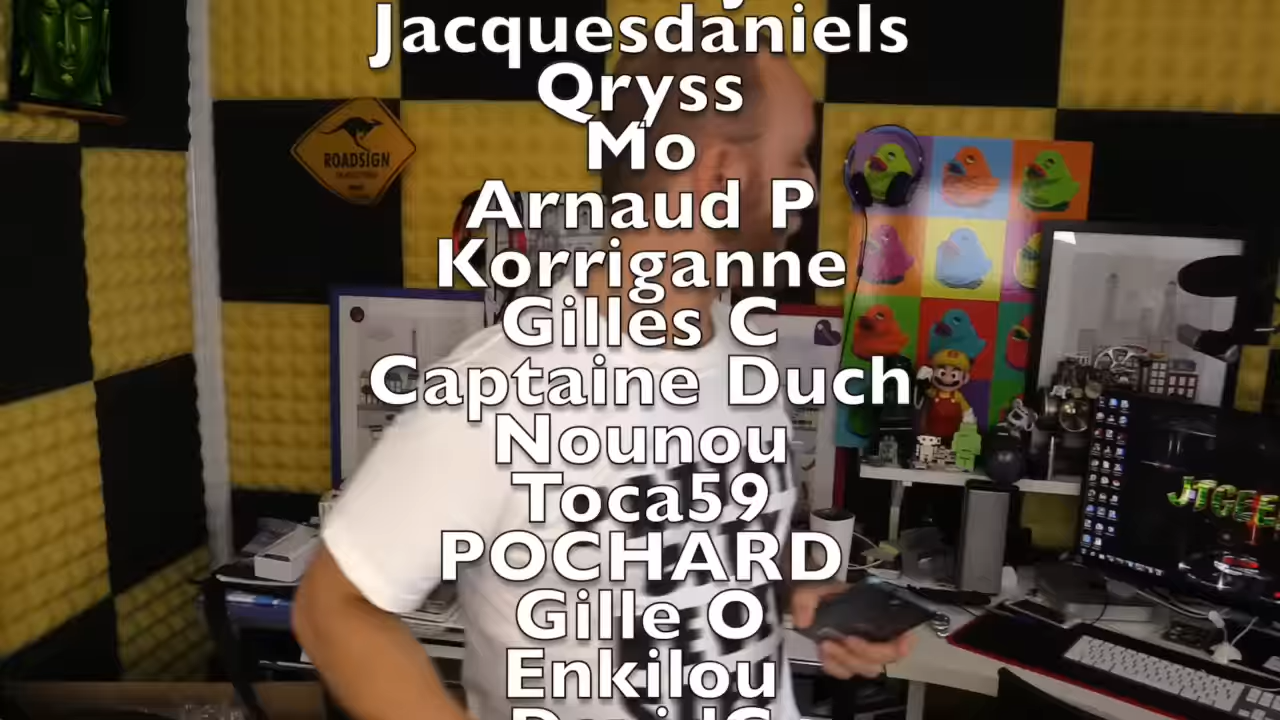 Jacquesdaniels
Qryss
Mo
Arnaud P
Korriganne
Gilles C
Captaine Duch
Nounou
Toca59
POCHARD
Gille O
Enkilou
ROADSIGN